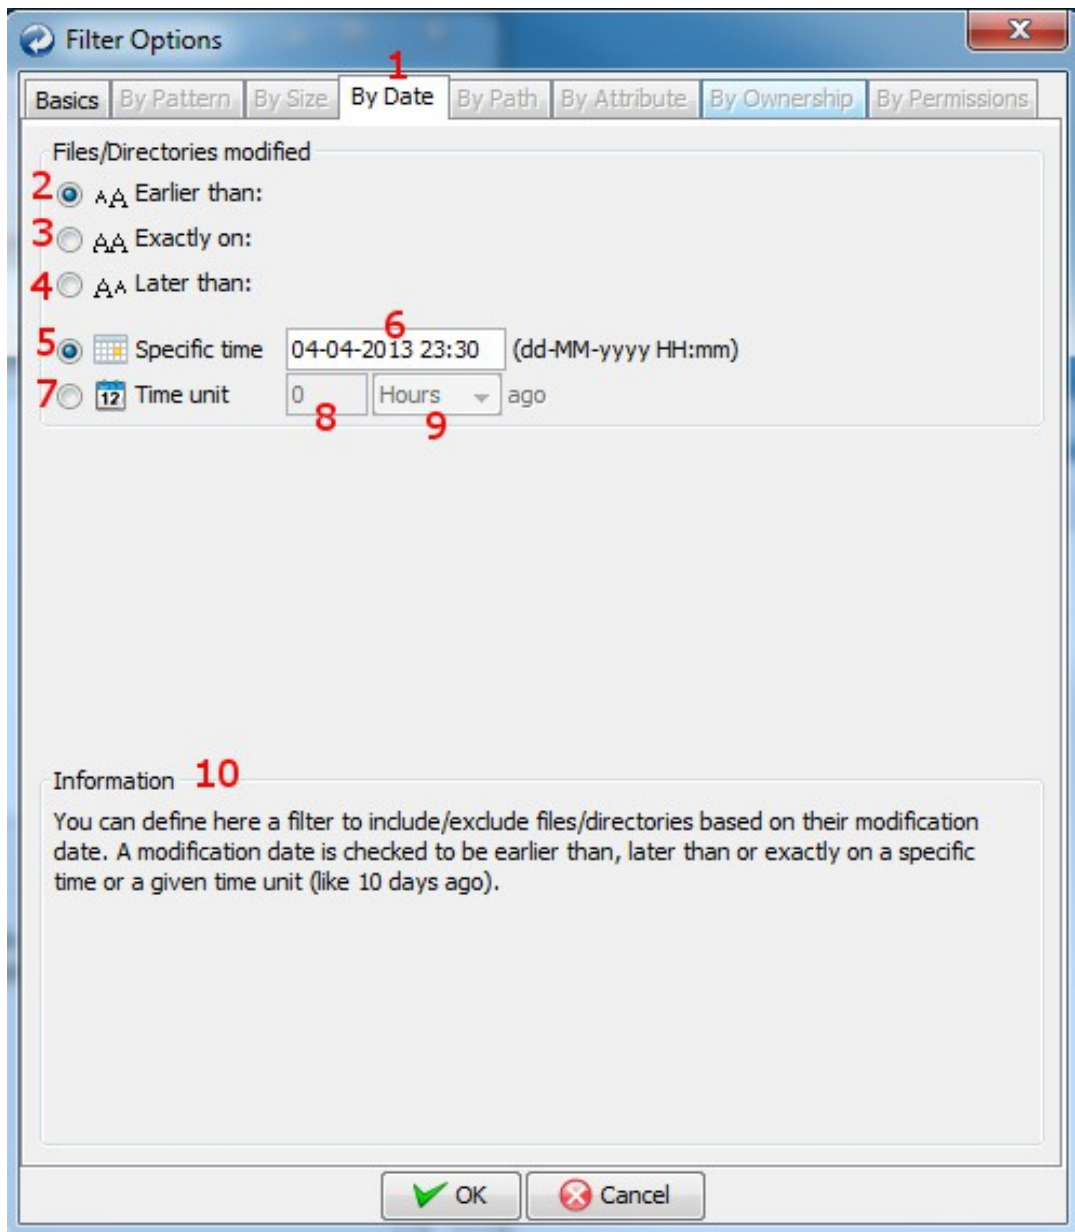 Filter Options
X
1
Basics By Pattern By Size By Date By Path By Attribute By Ownership By Permissions
Files/Directories modified
2 AA Earlier than:
3 AA Exactly on:
4 AA Later than:
6
5 Specific time 04-04-2013 23:30 (dd-MM-yyyy HH:mm)
7 12 Time unit 0 Hours ago
8 9
Information 10
You can define here a filter to include/exclude files/directories based on their modification
date. A modification date is checked to be earlier than, later than or exactly on a specific
time or a given time unit (like 10 days ago).
OK Cancel